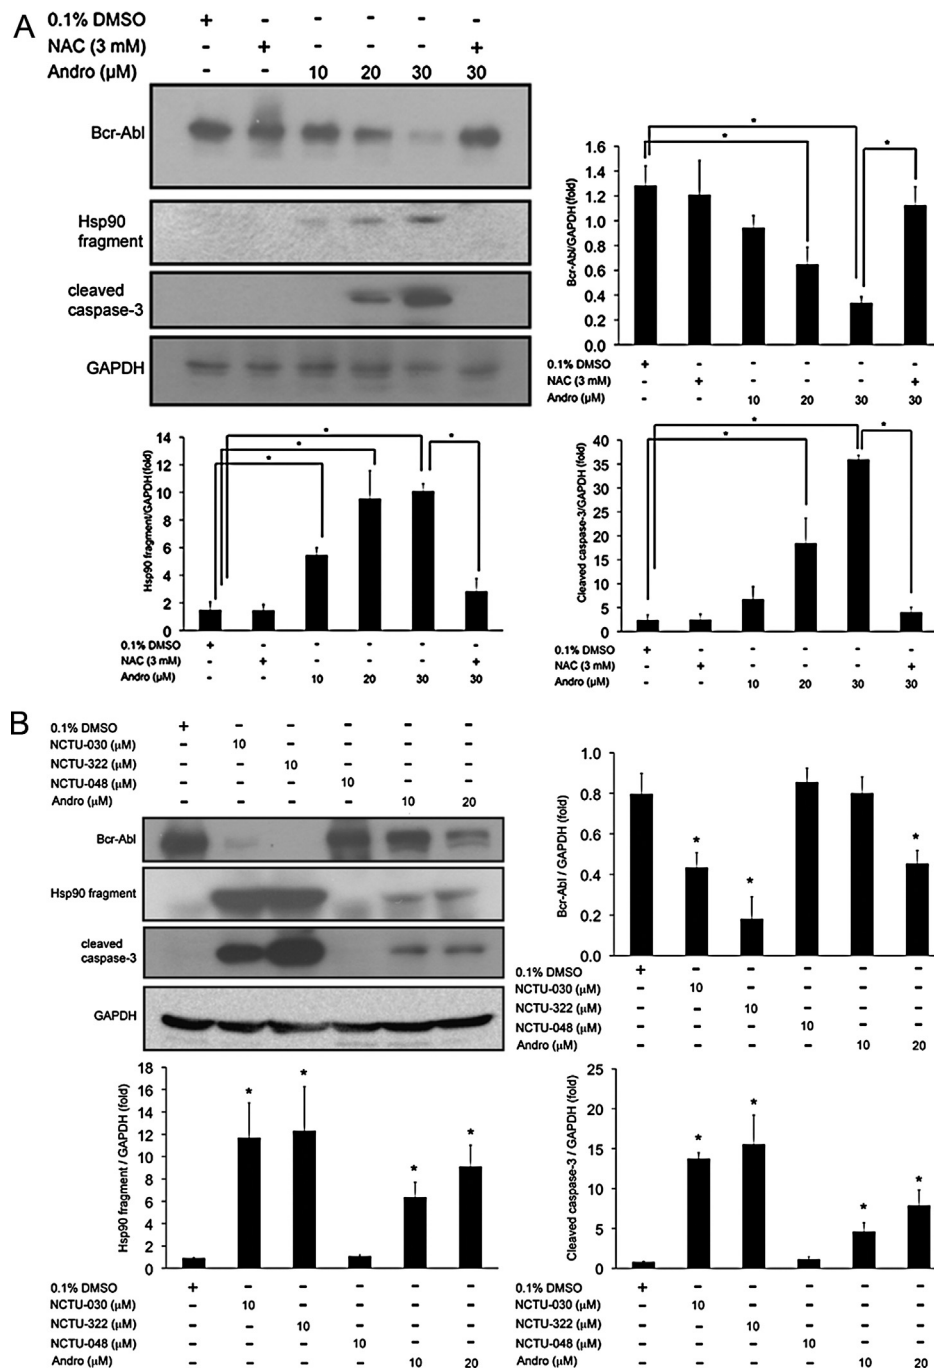 A
0.1% DMSO + - - - - -
NAC (3 mM) - + - - - +
Andro (μM) - - 10 20 30 30
Bcr-Abl
Hsp90
fragment
cleaved
caspase-3
GAPDH
Bcr-Abl/GAPDH (fold)
1.6
1.4
1.2
1.0
0.8
0.6
0.4
0.2
0.0
* * *
0.1% DMSO + - - - - -
NAC (3 mM) - + - - - +
Andro (μM) - - 10 20 30 30
Hsp90 fragment/GAPDH (fold)
14
12
10
8
6
4
2
0
* * * *
0.1% DMSO + - - - - -
NAC (3 mM) - + - - - +
Andro (μM) - - 10 20 30 30
Cleaved caspase-3/GAPDH (fold)
40
35
30
25
20
15
10
5
0
* * *
0.1% DMSO + - - - - -
NAC (3 mM) - + - - - +
Andro (μM) - - 10 20 30 30
B
0.1% DMSO + - - - - -
NCTU-030 (μM) - 10 - - - -
NCTU-322 (μM) - - 10 - - -
NCTU-048 (μM) - - - 10 - -
Andro (μM) - - - - 10 20
Bcr-Abl
Hsp90 fragment
cleaved
caspase-3
GAPDH
Bcr-Abl / GAPDH (fold)
1.0
0.8
0.6
0.4
0.2
0.0
* * *
0.1% DMSO + - - - - -
NCTU-030 (μM) - 10 - - - -
NCTU-322 (μM) - - 10 - - -
NCTU-048 (μM) - - - 10 - -
Andro (μM) - - - - 10 20
Hsp90 fragment / GAPDH (fold)
18
16
14
12
10
8
6
4
2
0
* * * *
0.1% DMSO + - - - - -
NCTU-030 (μM) - 10 - - - -
NCTU-322 (μM) - - 10 - - -
NCTU-048 (μM) - - - 10 - -
Andro (μM) - - - - 10 20
Cleaved caspase-3 / GAPDH (fold)
25
20
15
10
5
0
* * * *
0.1% DMSO + - - - - -
NCTU-030 (μM) - 10 - - - -
NCTU-322 (μM) - - 10 - - -
NCTU-048 (μM) - - - 10 - -
Andro (μM) - - - - 10 20